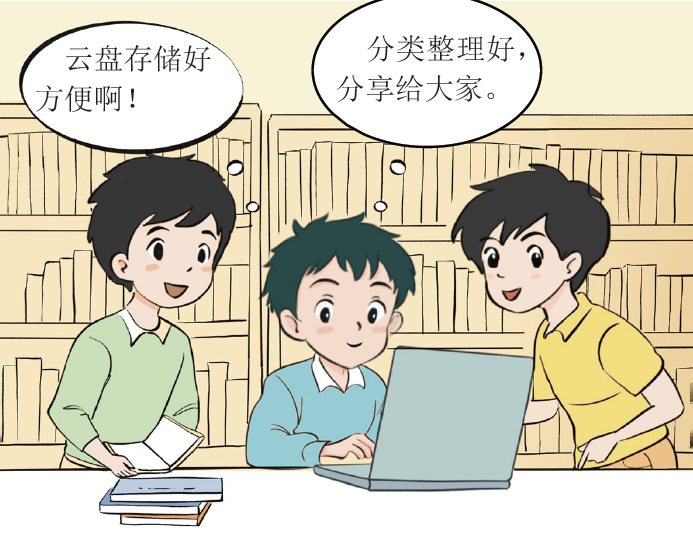 云盘存储好
方便啊！
分类整理好，
分享给大家。